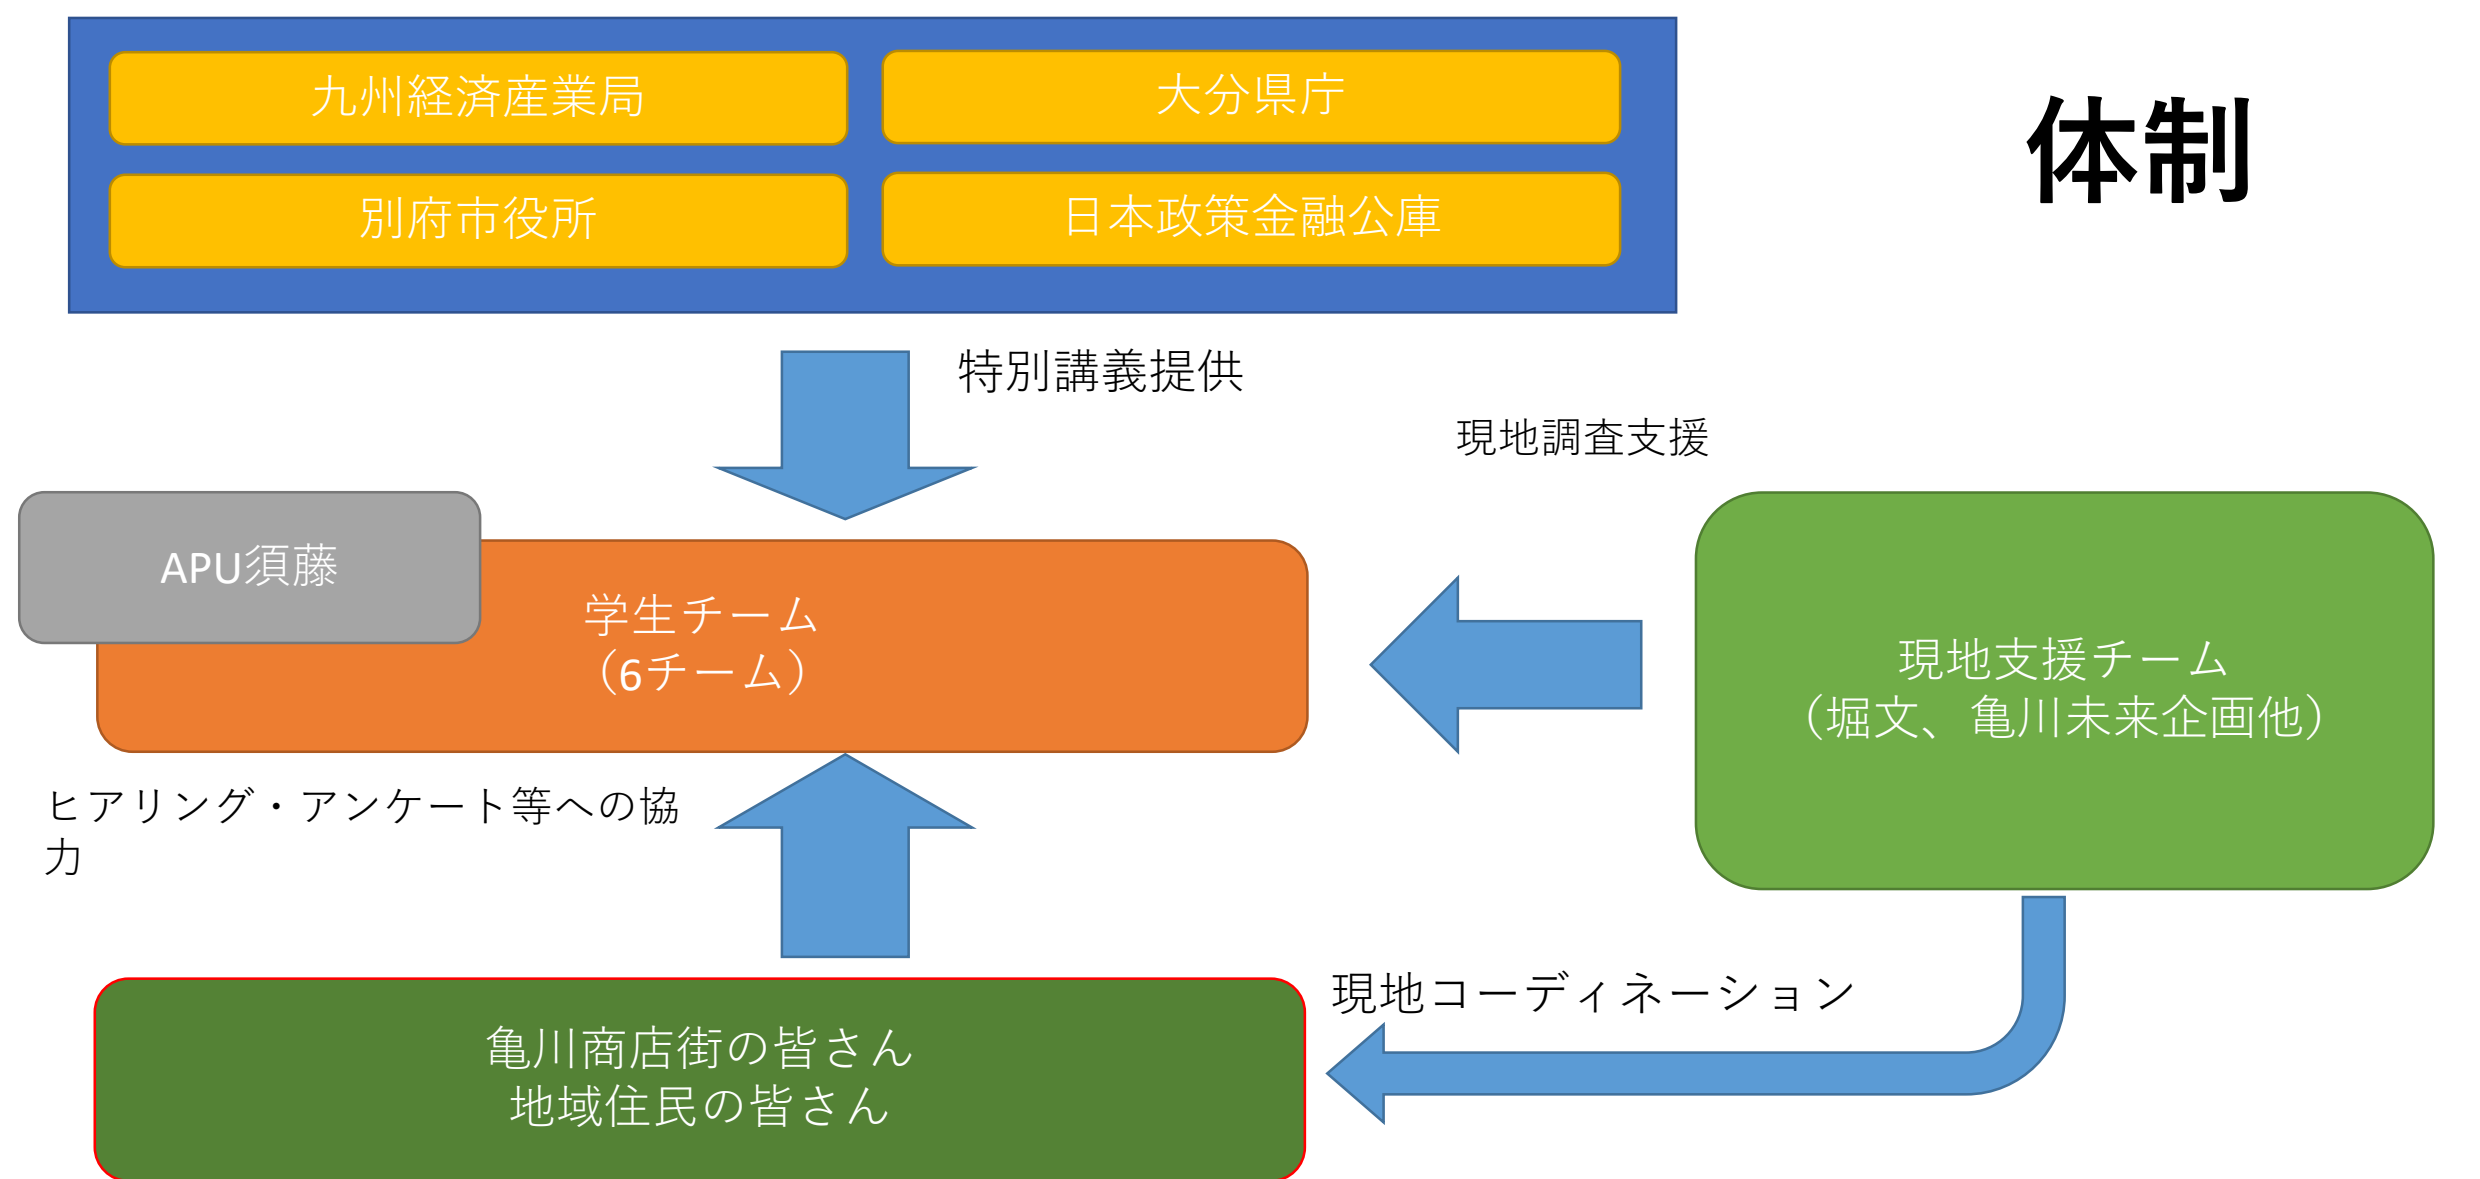 九州経済産業局
大分県庁
体制
別府市役所
日本政策金融公庫
特別講義提供
現地調査支援
APU須藤
学生チーム
（6チーム）
現地支援チーム
（堀文、亀川未来企画他）
ヒアリング・アンケート等への協
力
現地コーディネーション
亀川商店街の皆さん
地域住民の皆さん